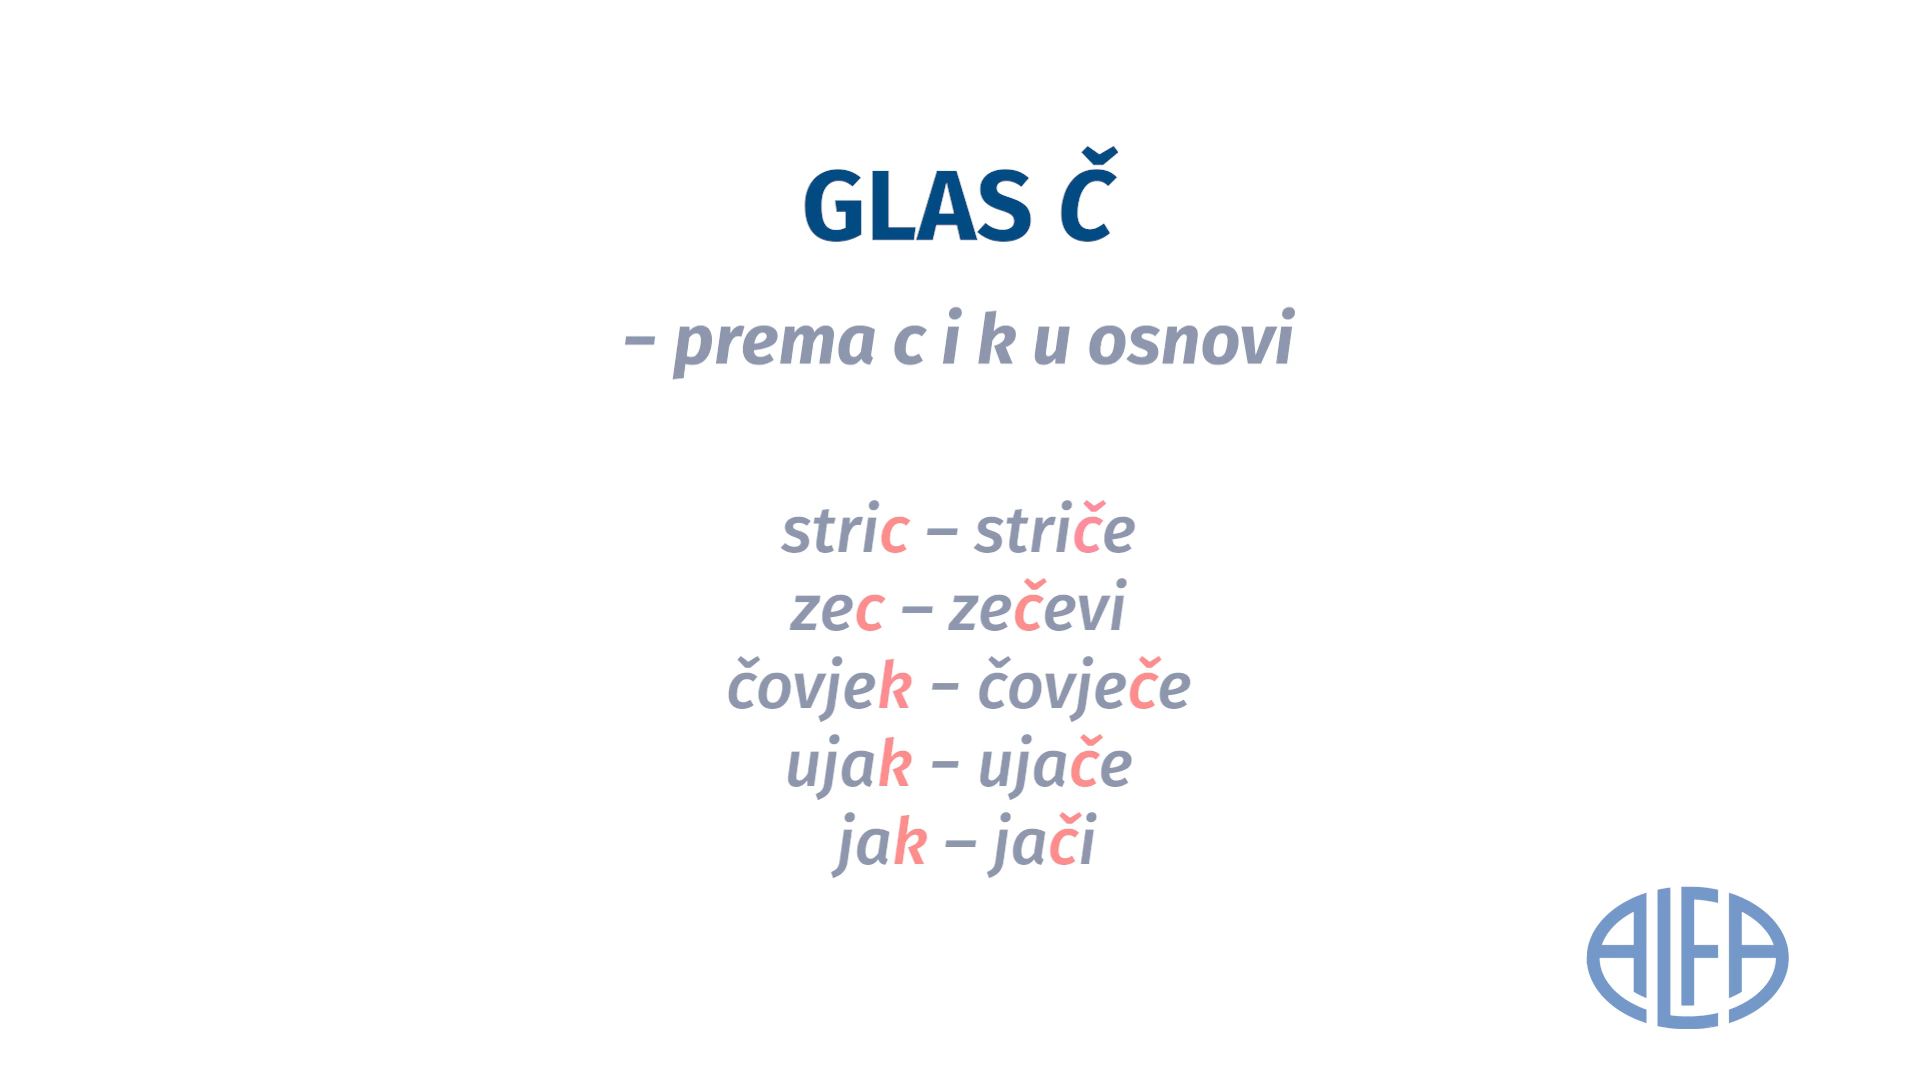 GLAS Č
– prema c i k u osnovi
stric – striče
zec – zečevi
čovjek – čovječe
ujak – ujače
jak – jači
ALFA